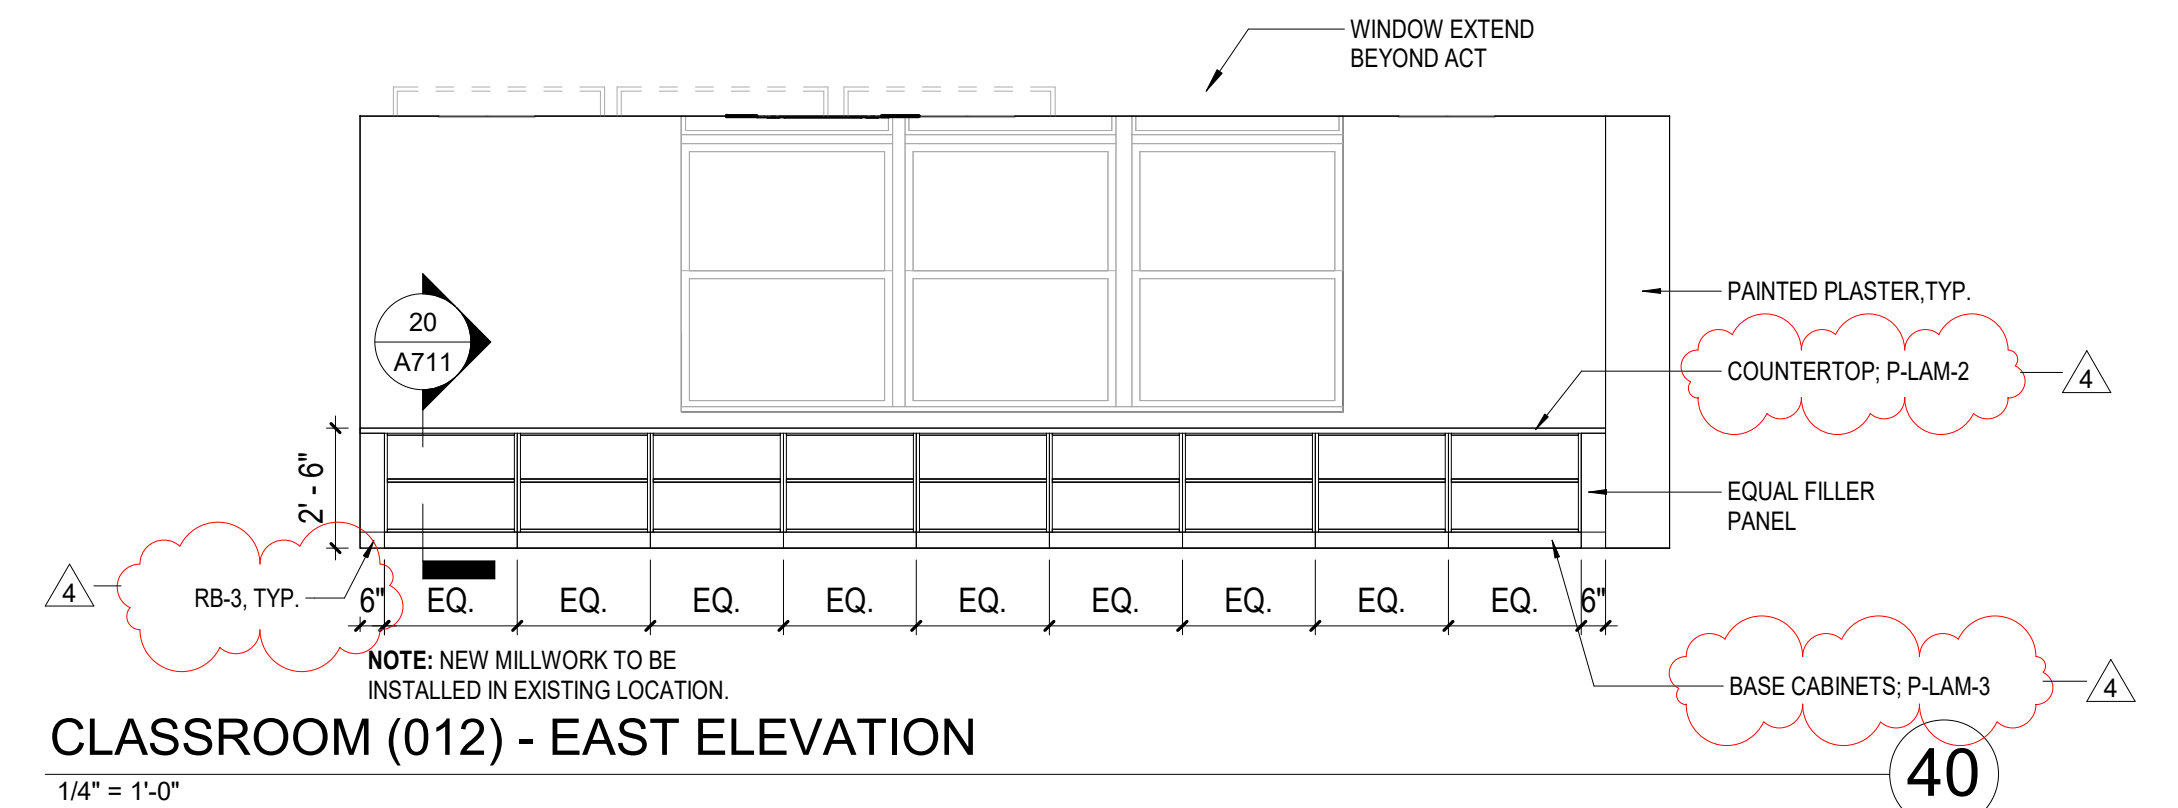 WINDOW EXTEND
BEYOND ACT
20
A711
PAINTED PLASTER,TYP.
COUNTERTOP; P-LAM-2
4
2' - 6"
EQUAL FILLER
PANEL
4
RB-3, TYP.
6" EQ. EQ. EQ. EQ. EQ. EQ. EQ. EQ. EQ. 6"
NOTE: NEW MILLWORK TO BE
INSTALLED IN EXISTING LOCATION.
BASE CABINETS; P-LAM-3
4
CLASSROOM (012) - EAST ELEVATION
40
1/4" = 1'-0"